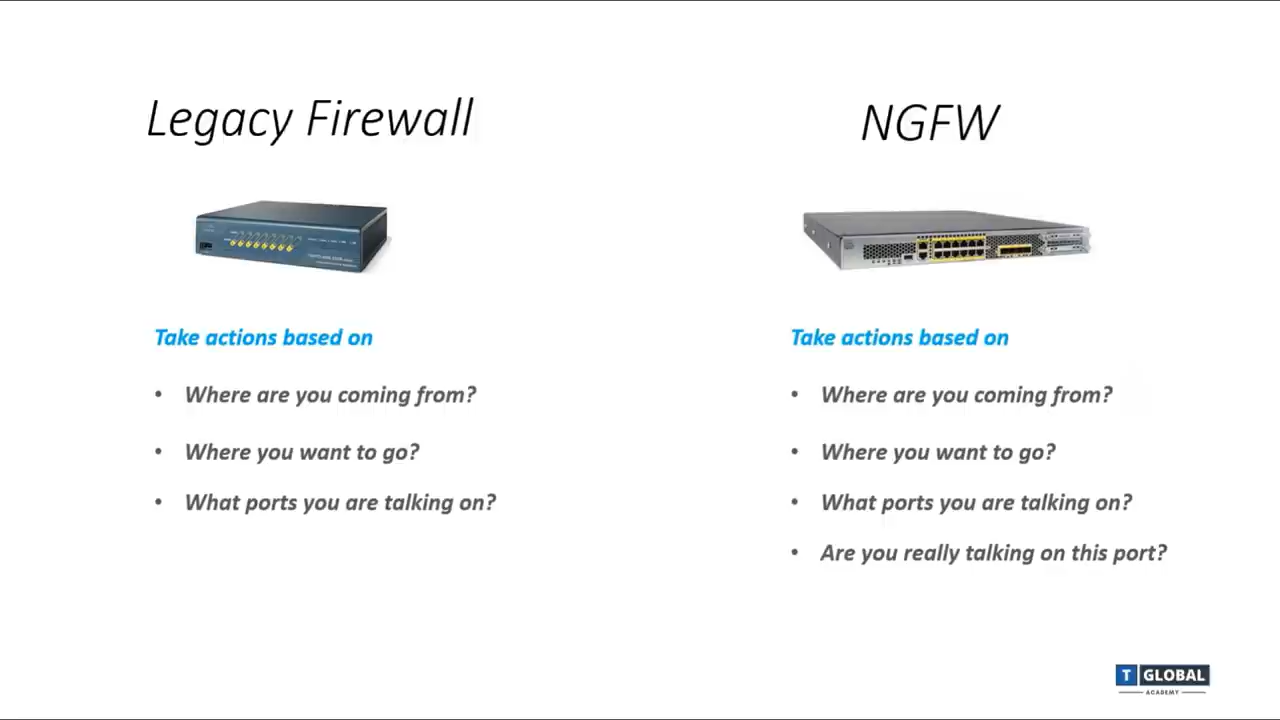 Legacy Firewall
Take actions based on
• Where are you coming from?
• Where you want to go?
• What ports you are talking on?
NGFW
Take actions based on
• Where are you coming from?
• Where you want to go?
• What ports you are talking on?
• Are you really talking on this port?
T GLOBAL
ACADEMY